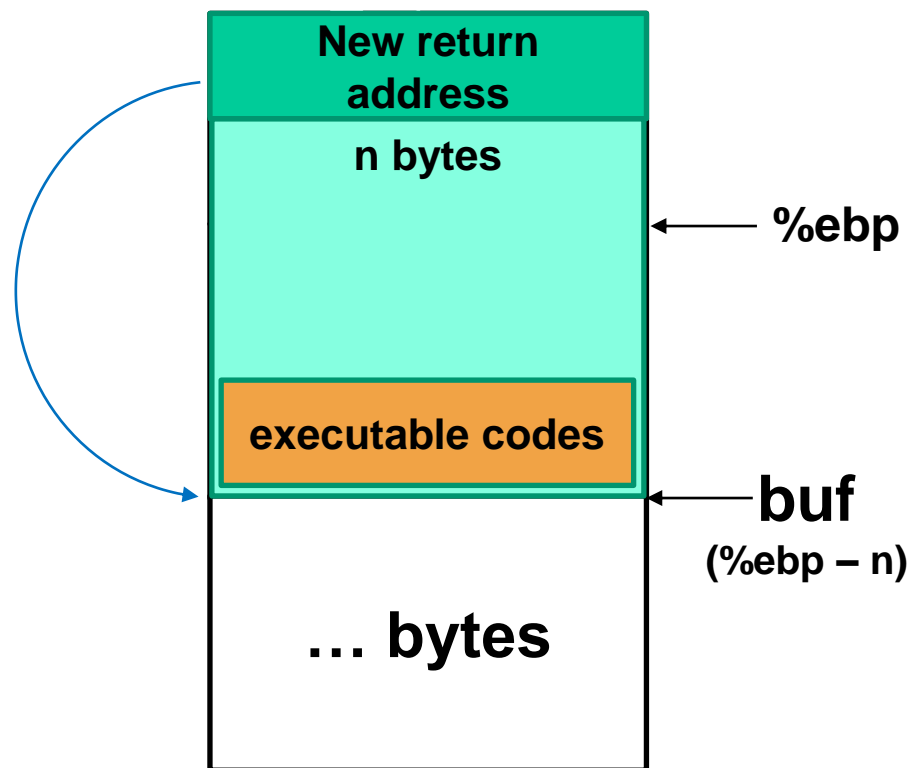 New return
address
n bytes
%ebp
executable codes
buf
(%ebp – n)
... bytes